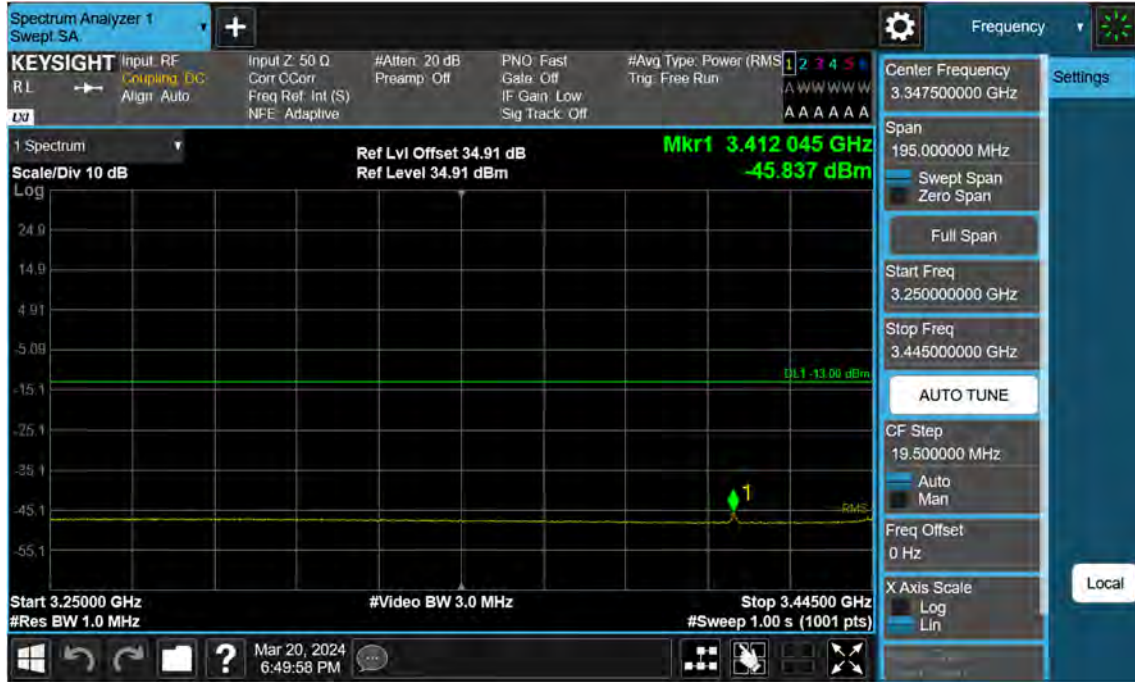 Spectrum Analyzer 1
Swept SA
Frequency
KEYSIGHT
RL
LXI
Input: RF
Coupling: DC
Align: Auto
Input Z: 50 Ω
Corr CCorr
Freq Ref: Int (S)
NFE: Adaptive
#Atten: 20 dB
Preamp: Off
PNO: Fast
Gate: Off
IF Gain: Low
Sig Track: Off
#Avg Type: Power (RMS
Trig: Free Run
1 2 3 4 5 6
A W W W W W
A A A A A A
1 Spectrum
Scale/Div 10 dB
Log
Ref Lvl Offset 34.91 dB
Ref Level 34.91 dBm
Mkr1 3.412 045 GHz
-45.837 dBm
24.9
14.9
4.91
-5.09
-15.1
-25.1
-35.1
-45.1
-55.1
DL1 -13.00 dBm
1
RMS
Start 3.25000 GHz
#Video BW 3.0 MHz
Stop 3.44500 GHz
#Res BW 1.0 MHz
#Sweep 1.00 s (1001 pts)
?
Mar 20, 2024
6:49:58 PM
Center Frequency
3.347500000 GHz
Settings
Span
195.000000 MHz
Swept Span
Zero Span
Full Span
Start Freq
3.250000000 GHz
Stop Freq
3.445000000 GHz
AUTO TUNE
CF Step
19.500000 MHz
Auto
Man
Freq Offset
0 Hz
X Axis Scale
Log
Lin
Local